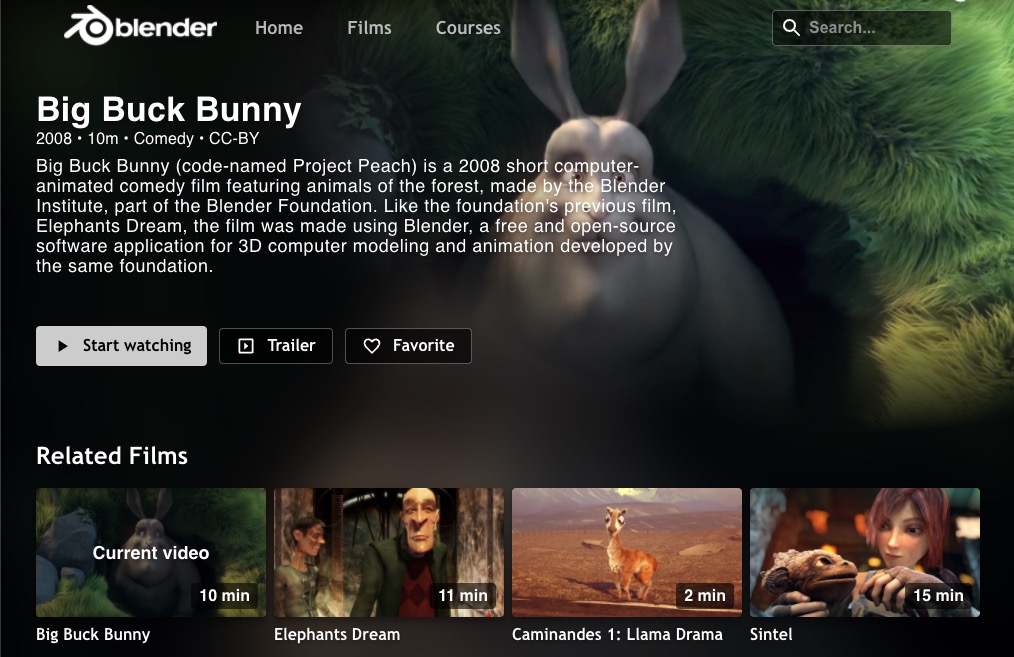 blender
Home
Films
Courses
Search...
Big Buck Bunny
2008 • 10m • Comedy • CC-BY
Big Buck Bunny (code-named Project Peach) is a 2008 short computer-
animated comedy film featuring animals of the forest, made by the Blender
Institute, part of the Blender Foundation. Like the foundation's previous film,
Elephants Dream, the film was made using Blender, a free and open-source
software application for 3D computer modeling and animation developed by
the same foundation.
Start watching
Trailer
Favorite
Related Films
Current video
10 min
11 min
2 min
15 min
Big Buck Bunny
Elephants Dream
Caminandes 1: Llama Drama
Sintel